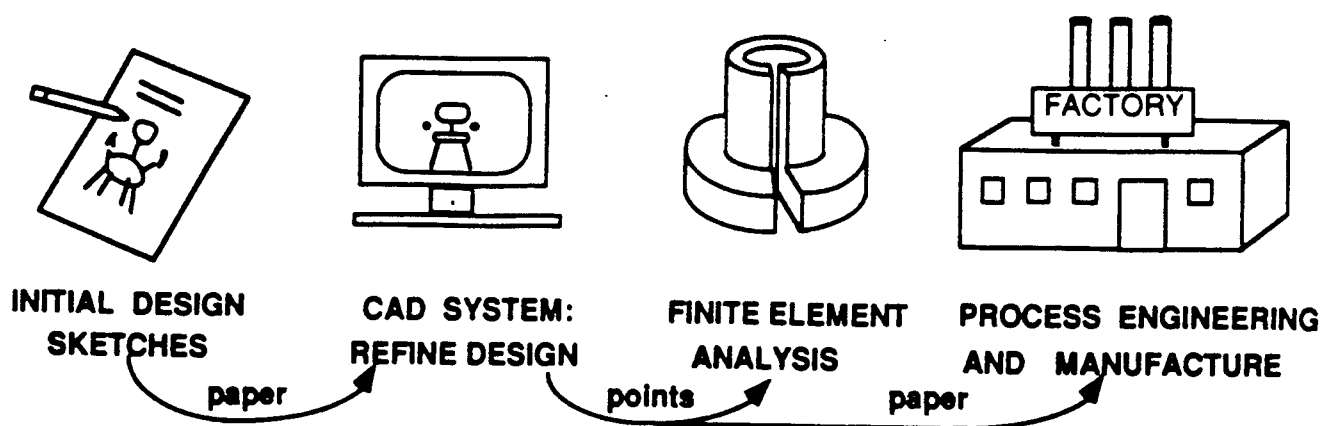 FACTORY
INITIAL DESIGN
SKETCHES
CAD SYSTEM:
REFINE DESIGN
FINITE ELEMENT
ANALYSIS
PROCESS ENGINEERING
AND MANUFACTURE
paper
points
paper